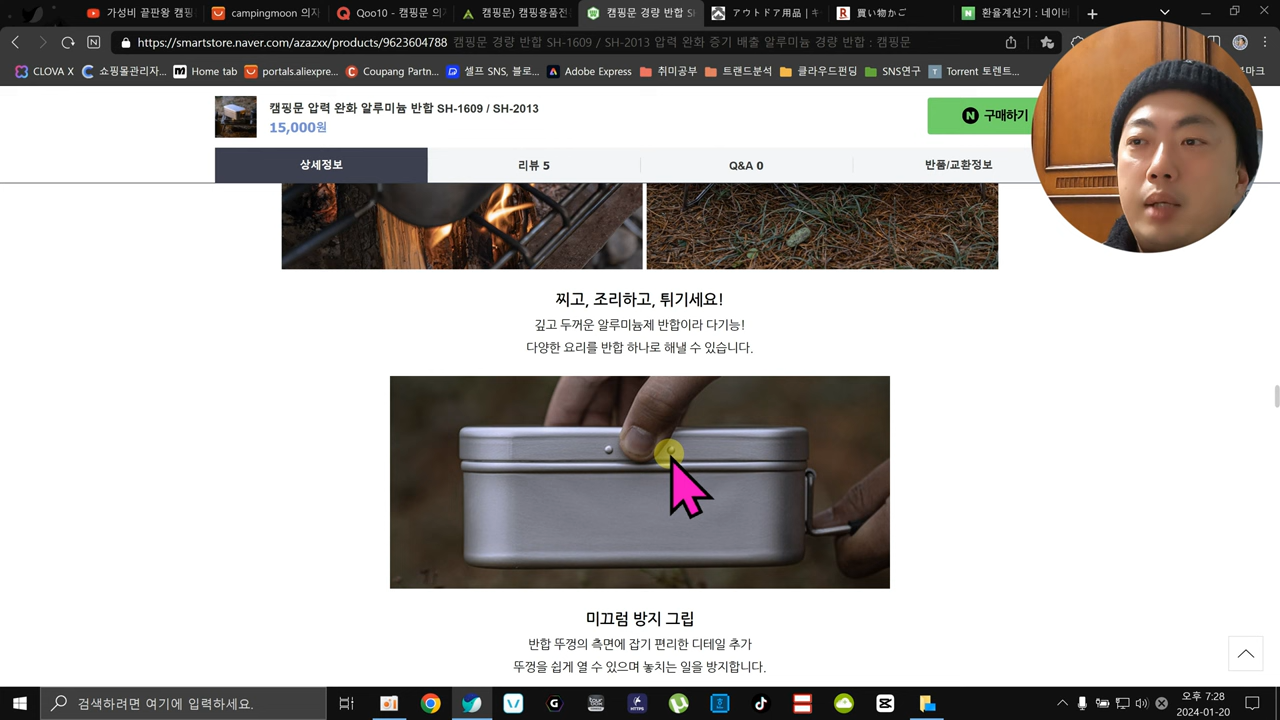 가성비 끝판왕 캠핑
campingmoon 의지
Qoo10 - 캠핑문 의기
캠핑문) 캠핑용품전
캠핑문 경량 반합 S
アウトドア用品 | キ
買い物かご
환율계산기 : 네이버
https://smartstore.naver.com/azazxx/products/9623604788 캠핑문 경량 반합 SH-1609 / SH-2013 압력 완화 증기 배출 알루미늄 경량 반합 : 캠핑문
CLOVA X
쇼핑몰관리자...
Home tab
portals.aliexpre...
Coupang Partn...
셀프 SNS, 블로...
Adobe Express
취미공부
트랜드분석
클라우드펀딩
SNS연구
Torrent 토렌트...
북마크
캠핑문 압력 완화 알루미늄 반합 SH-1609 / SH-2013
15,000원
구매하기
상세정보
리뷰 5
Q&A 0
반품/교환정보
찌고, 조리하고, 튀기세요!
깊고 두꺼운 알루미늄제 반합이라 다기능!
다양한 요리를 반합 하나로 해낼 수 있습니다.
미끄럼 방지 그립
반합 뚜껑의 측면에 잡기 편리한 디테일 추가
뚜껑을 쉽게 열 수 있으며 놓치는 일을 방지합니다.
검색하려면 여기에 입력하세요.
오후 7:28
2024-01-20